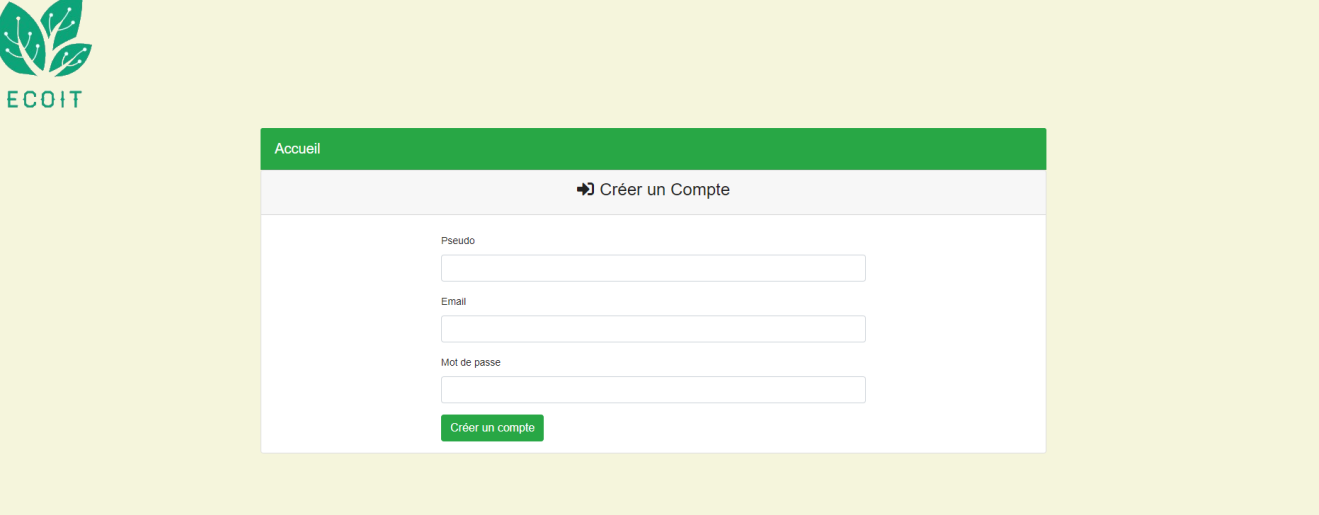 ECOIT
Accueil
Créer un Compte
Pseudo
Email
Mot de passe
Créer un compte